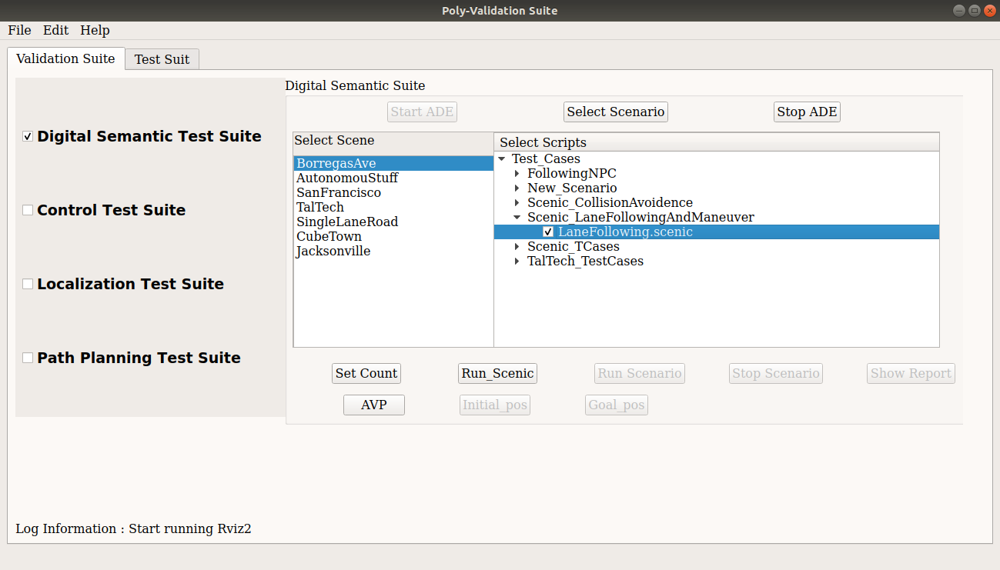 Poly-Validation Suite
File Edit Help
Validation Suite Test Suit
Digital Semantic Suite
Start ADE Select Scenario Stop ADE
Digital Semantic Test Suite
Control Test Suite
Localization Test Suite
Path Planning Test Suite
Select Scene
BorregasAve
AutonomouStuff
SanFrancisco
TalTech
SingleLaneRoad
CubeTown
Jacksonville
Select Scripts
Test_Cases
FollowingNPC
New_Scenario
Scenic_CollisionAvoidence
Scenic_LaneFollowingAndManeuver
LaneFollowing.scenic
Scenic_TCases
TalTech_TestCases
Set Count Run_Scenic Run Scenario Stop Scenario Show Report
AVP Initial_pos Goal_pos
Log Information : Start running Rviz2